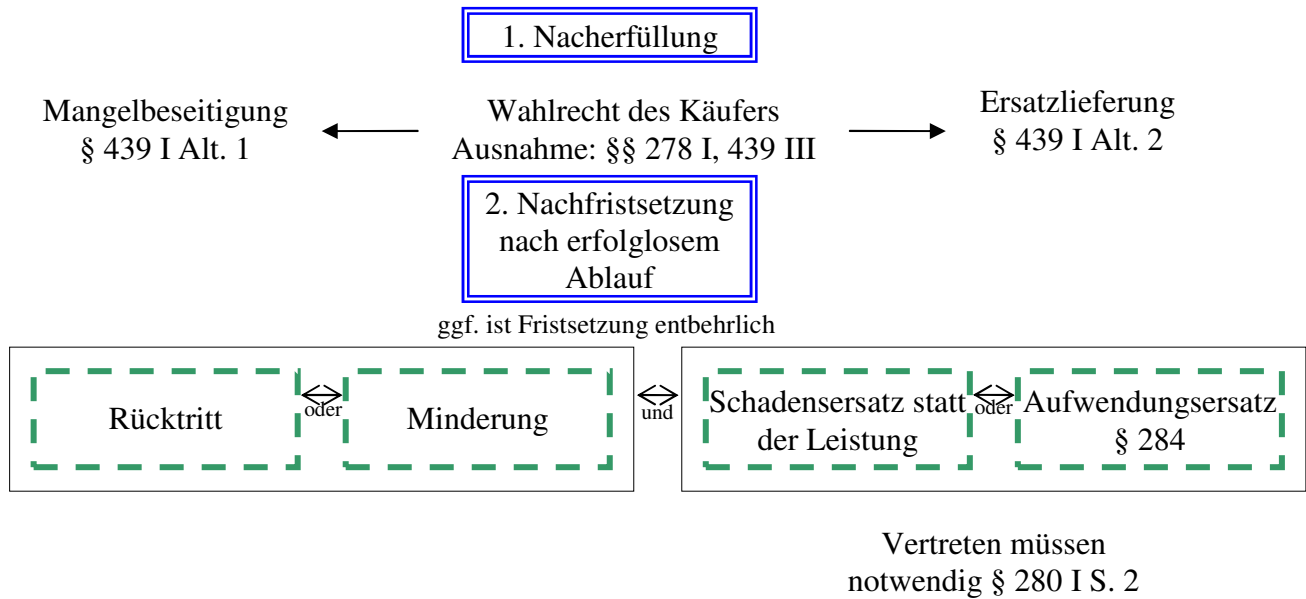 1. Nacherfüllung
Mangelbeseitigung
§ 439 I Alt. 1
Wahlrecht des Käufers
Ausnahme: §§ 278 I, 439 III
Ersatzlieferung
§ 439 I Alt. 2
2. Nachfristsetzung
nach erfolglosem
Ablauf
ggf. ist Fristsetzung entbehrlich
Rücktritt
oder
Minderung
und
Schadensersatz statt
der Leistung
oder
Aufwendungsersatz
§ 284
Vertreten müssen
notwendig § 280 I S. 2